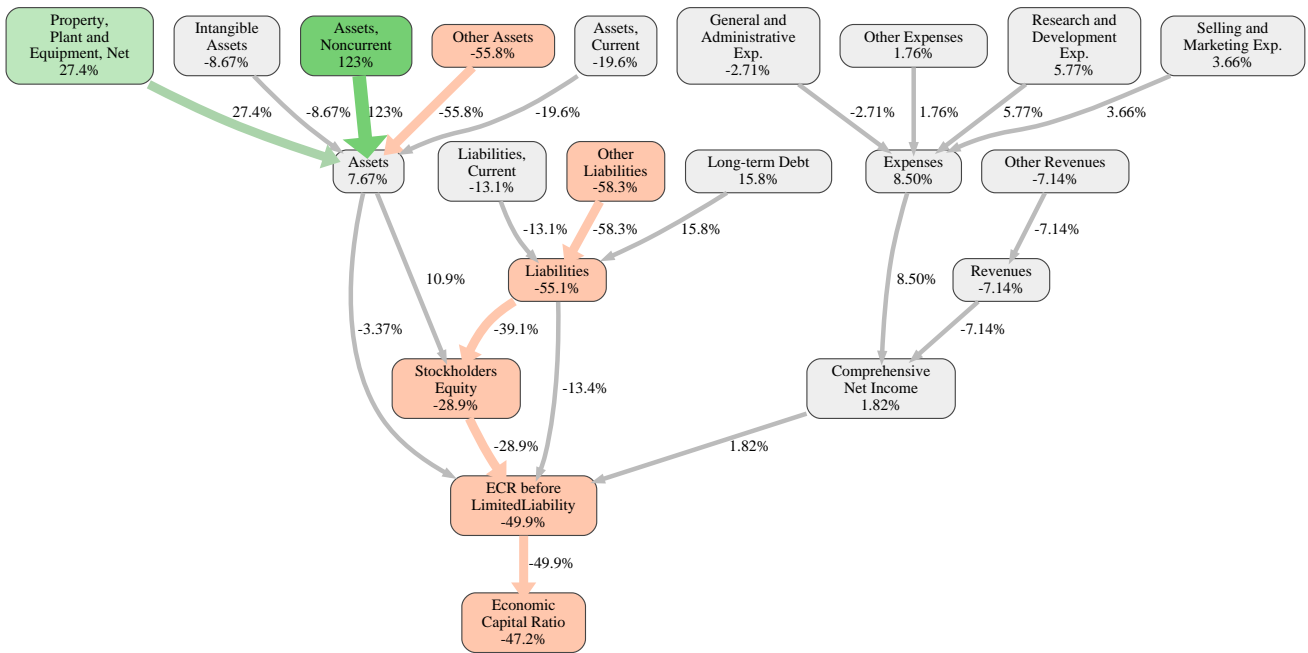 Property,
Plant and
Equipment, Net
27.4%
Intangible
Assets
-8.67%
Assets,
Noncurrent
123%
Other Assets
-55.8%
Assets,
Current
-19.6%
General and
Administrative
Exp.
-2.71%
Other Expenses
1.76%
Research and
Development
Exp.
5.77%
Selling and
Marketing Exp.
3.66%
27.4%
-8.67%
123%
-55.8%
-19.6%
-2.71%
1.76%
5.77%
3.66%
Assets
7.67%
Liabilities,
Current
-13.1%
Other
Liabilities
-58.3%
Long-term Debt
15.8%
Expenses
8.50%
Other Revenues
-7.14%
-13.1%
-58.3%
15.8%
-7.14%
10.9%
Liabilities
-55.1%
8.50%
Revenues
-7.14%
-3.37%
-39.1%
-7.14%
Stockholders
Equity
-28.9%
-13.4%
Comprehensive
Net Income
1.82%
-28.9%
1.82%
ECR before
LimitedLiability
-49.9%
-49.9%
Economic
Capital Ratio
-47.2%